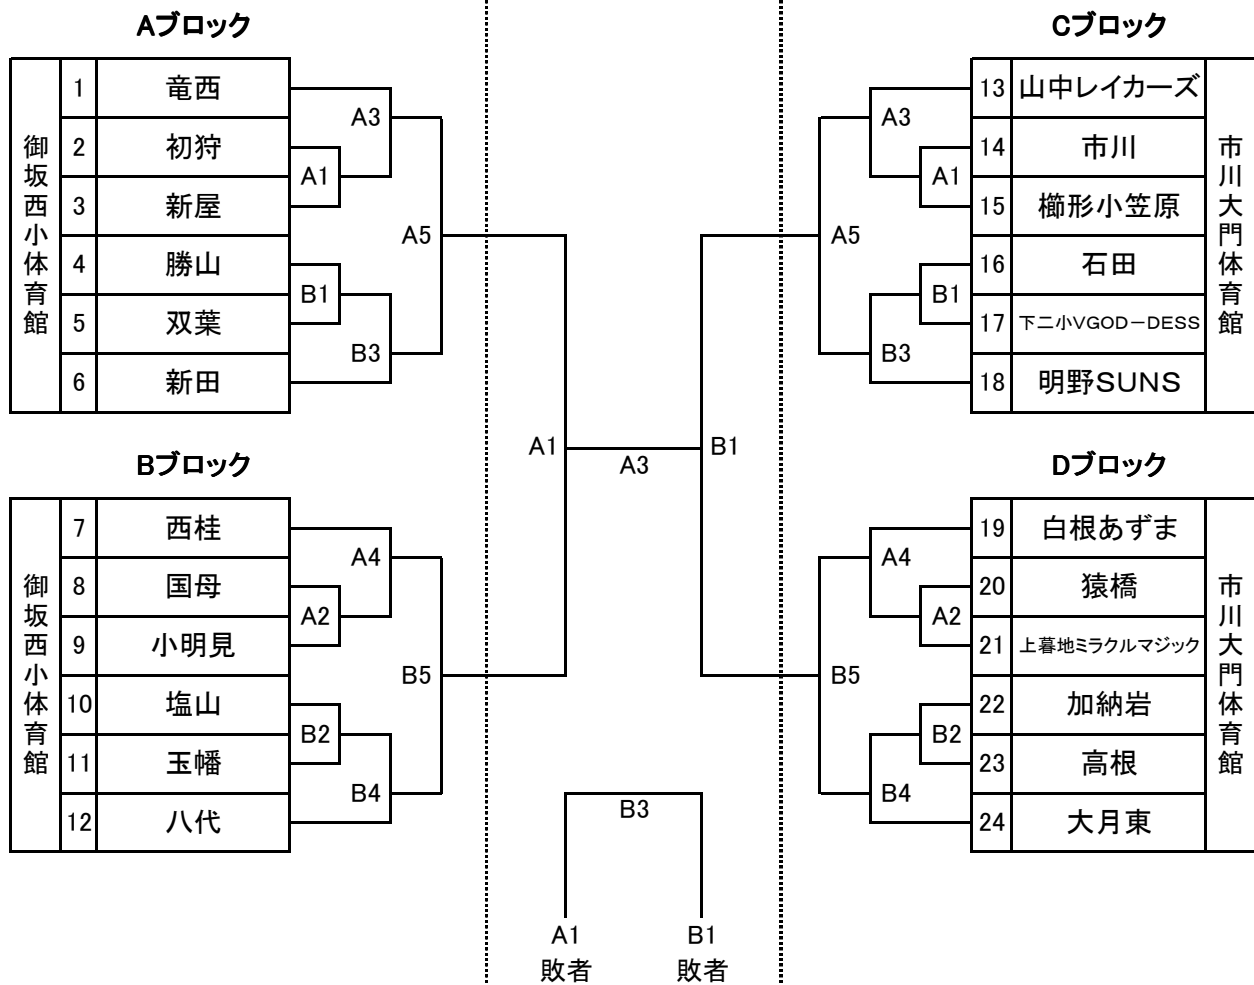 Aブロック
御坂西小体育館
1 竜西
2 初狩
3 新屋
4 勝山
5 双葉
6 新田
A3
A1
A5
B1
B3
Bブロック
御坂西小体育館
7 西桂
8 国母
9 小明見
10 塩山
11 玉幡
12 八代
A4
A2
B5
B2
B4
A1
A3
B1
B3
A1 敗者
B1 敗者
Cブロック
市川大門体育館
13 山中レイカーズ
14 市川
15 櫛形小笠原
16 石田
17 下二小VGOD－DESS
18 明野SUNS
A3
A1
A5
B1
B3
Dブロック
市川大門体育館
19 白根あずま
20 猿橋
21 上暮地ミラクルマジック
22 加納岩
23 高根
24 大月東
A4
A2
B5
B2
B4